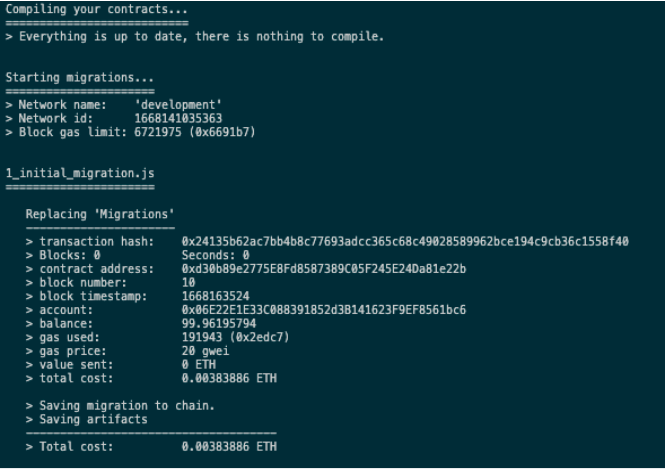 Compiling your contracts...
===========================
> Everything is up to date, there is nothing to compile.
Starting migrations...
======================
> Network name:    'development'
> Network id:      1668141035363
> Block gas limit: 6721975 (0x6691b7)
1_initial_migration.js
======================
Replacing 'Migrations'
----------------------
> transaction hash:    0x24135b62ac7bb4b8c77693adcc365c68c49028589962bce194c9cb36c1558f40
> Blocks: 0            Seconds: 0
> contract address:    0xd30b89e2775E8Fd8587389C05F245E24Da81e22b
> block number:        10
> block timestamp:     1668163524
> account:             0x06E22E1E33C088391852d3B141623F9EF8561bc6
> balance:             99.96195794
> gas used:            191943 (0x2edc7)
> gas price:           20 gwei
> value sent:          0 ETH
> total cost:          0.00383886 ETH
> Saving migration to chain.
> Saving artifacts
-------------------------------------
> Total cost:          0.00383886 ETH